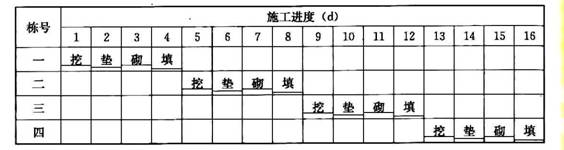 栋号 施工进度（d）
1 2 3 4 5 6 7 8 9 10 11 12 13 14 15 16
一 挖 垫 砌 填
二 挖 垫 砌 填
三 挖 垫 砌 填
四 挖 垫 砌 填